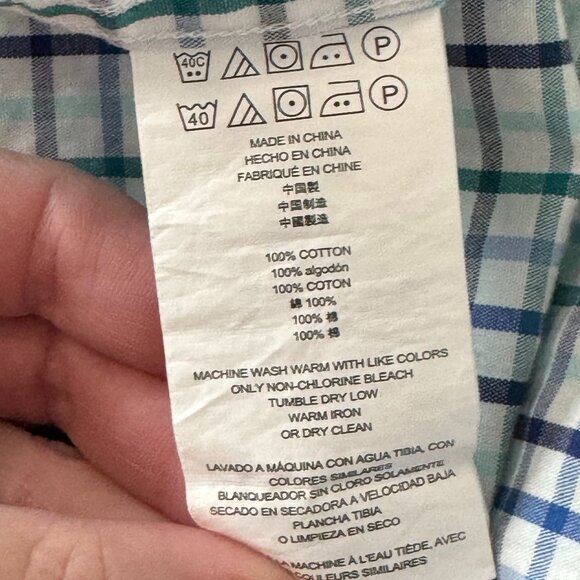 40C P
40 P
MADE IN CHINA
HECHO EN CHINA
FABRIQUÉ EN CHINE
中国製
中国制造
中國製造
100% COTTON
100% algodón
100% COTON
綿 100%
100% 棉
100% 棉
MACHINE WASH WARM WITH LIKE COLORS
ONLY NON-CHLORINE BLEACH
TUMBLE DRY LOW
WARM IRON
OR DRY CLEAN
LAVADO A MÁQUINA CON AGUA TIBIA, CON
COLORES SIMILARES
BLANQUEADOR SIN CLORO SOLAMENTE
SECADO EN SECADORA A VELOCIDAD BAJA
PLANCHA TIBIA
O LIMPIEZA EN SECO
MACHINE À L'EAU TIÈDE, AVEC
COULEURS SIMILAIRES